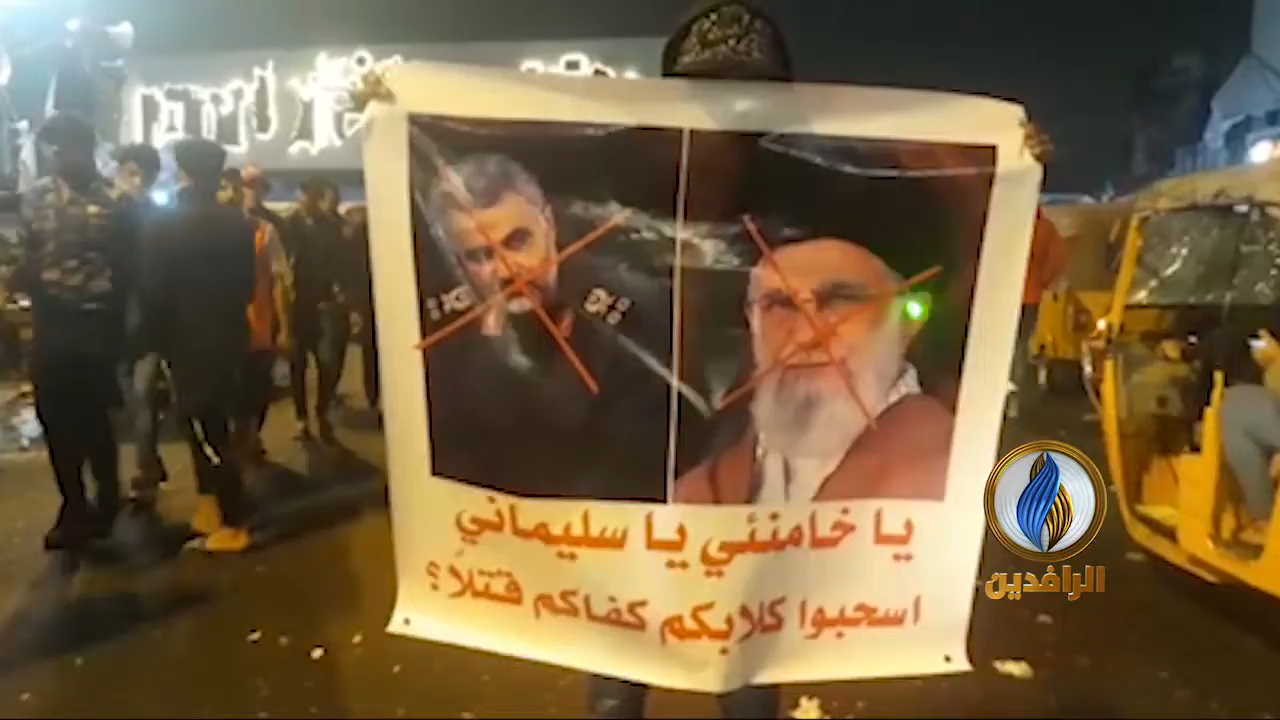 يا خامنئي يا سليماني
اسحبوا كلابكم كفاكم قتلاً؟
الرافدين